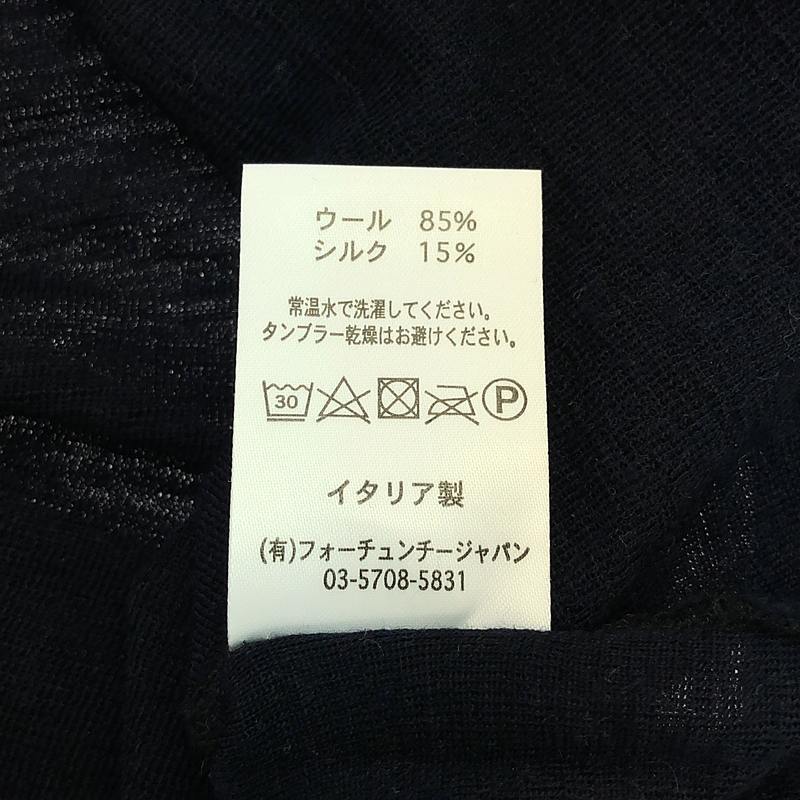 ウール 85%
シルク 15%
常温水で洗濯してください。
タンブラー乾燥はお避けください。
30 P
イタリア製
(有)フォーチュンチージャパン
03-5708-5831